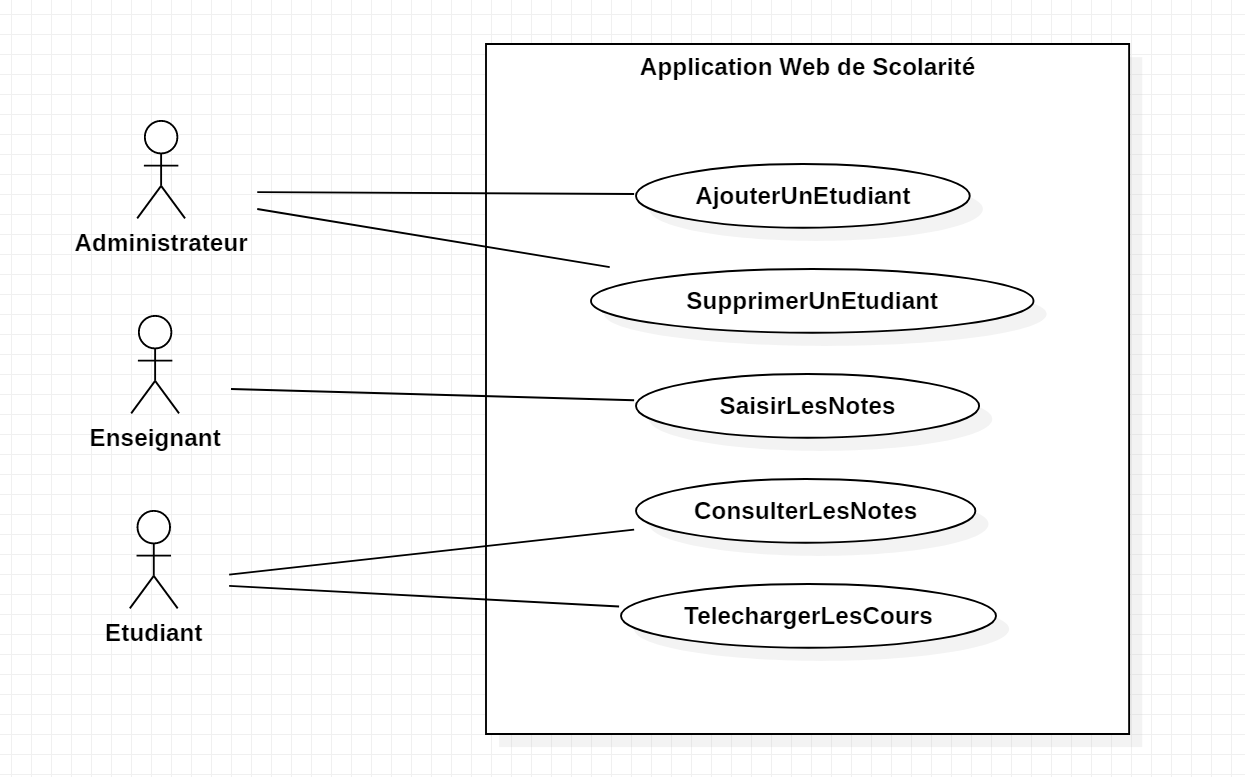 Application Web de Scolarité
AjouterUnEtudiant
Administrateur
SupprimerUnEtudiant
SaisirLesNotes
Enseignant
ConsulterLesNotes
TelechargerLesCours
Etudiant